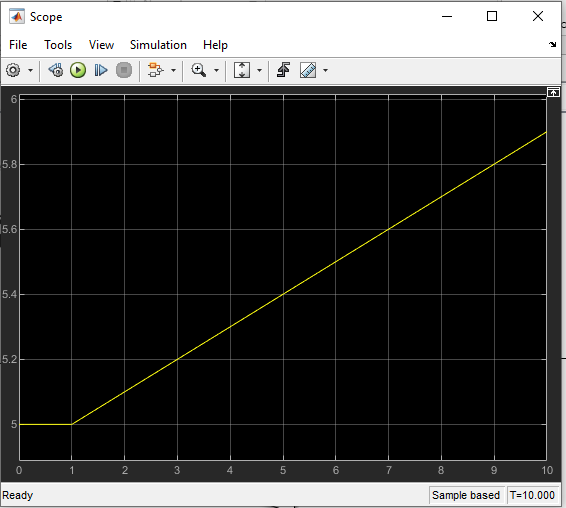 Scope
File Tools View Simulation Help
6
5.8
5.6
5.4
5.2
5
0 1 2 3 4 5 6 7 8 9 10
Ready Sample based T=10.000